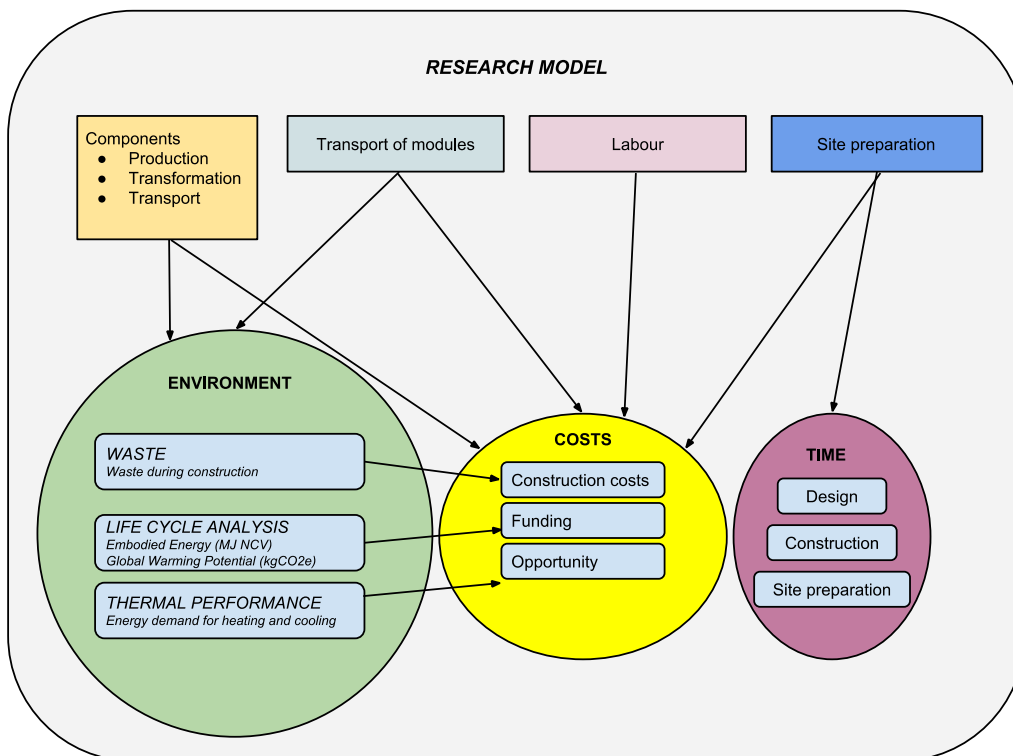 RESEARCH MODEL
Components
● Production
● Transformation
● Transport
Transport of modules
Labour
Site preparation
ENVIRONMENT
WASTE
Waste during construction
LIFE CYCLE ANALYSIS
Embodied Energy (MJ NCV)
Global Warming Potential (kgCO2e)
THERMAL PERFORMANCE
Energy demand for heating and cooling
COSTS
Construction costs
Funding
Opportunity
TIME
Design
Construction
Site preparation